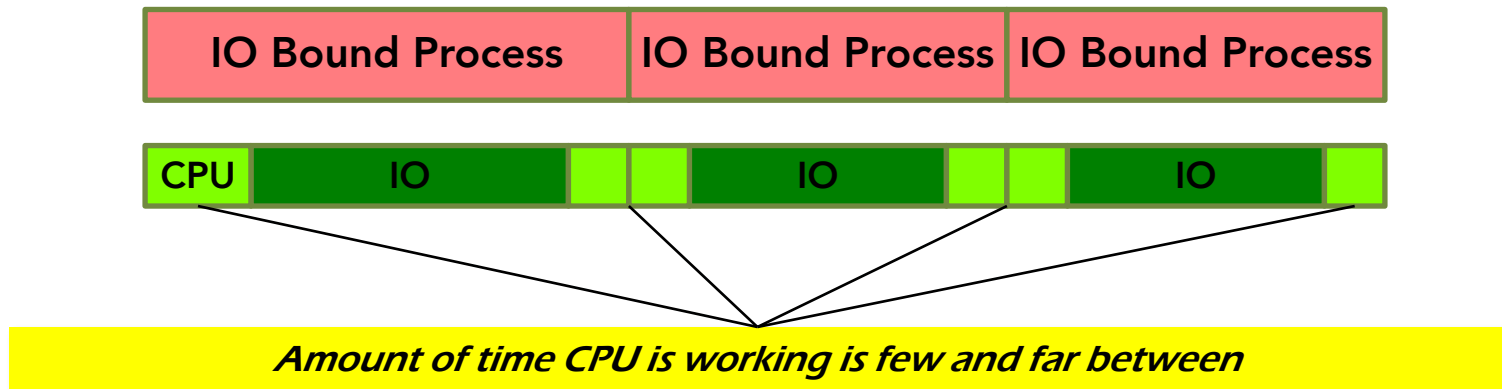 IO Bound Process IO Bound Process IO Bound Process
CPU IO IO IO
Amount of time CPU is working is few and far between